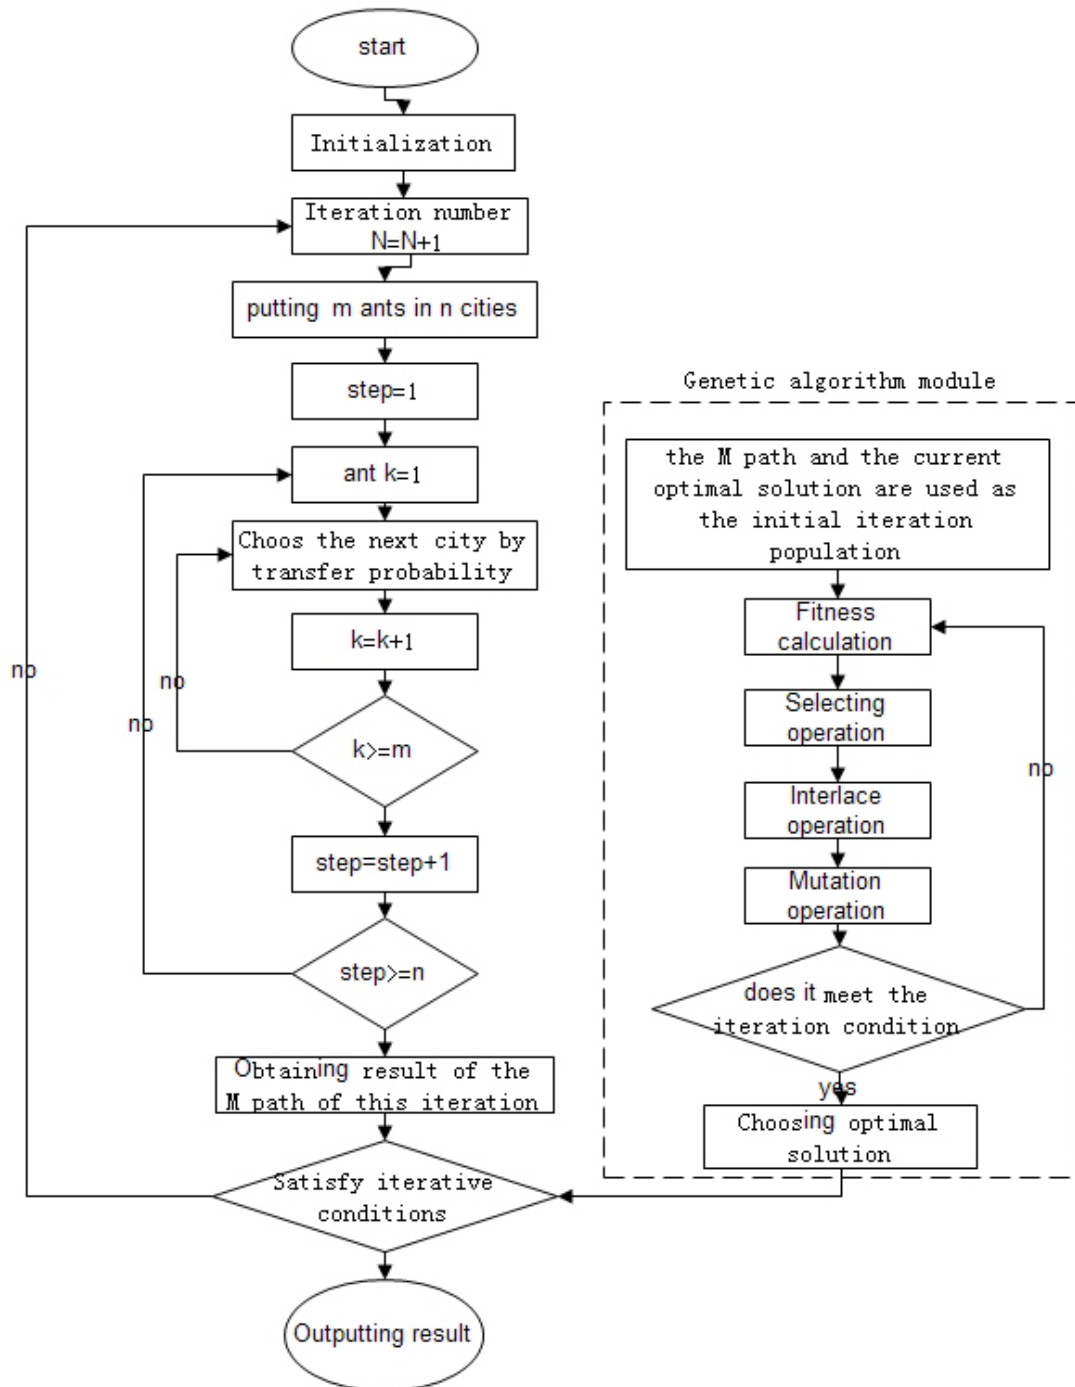 start
Initialization
Iteration number
N=N+1
putting m ants in n cities
step=1
ant k=1
Choos the next city by
transfer probability
k=k+1
no
no
no
k>=m
step=step+1
step>=n
Obtaining result of the
M path of this iteration
Satisfy iterative
conditions
Outputting result
Genetic algorithm module
the M path and the current
optimal solution are used as
the initial iteration
population
Fitness
calculation
Selecting
operation
Interlace
operation
no
Mutation
operation
does it meet the
iteration condition
yes
Choosing optimal
solution